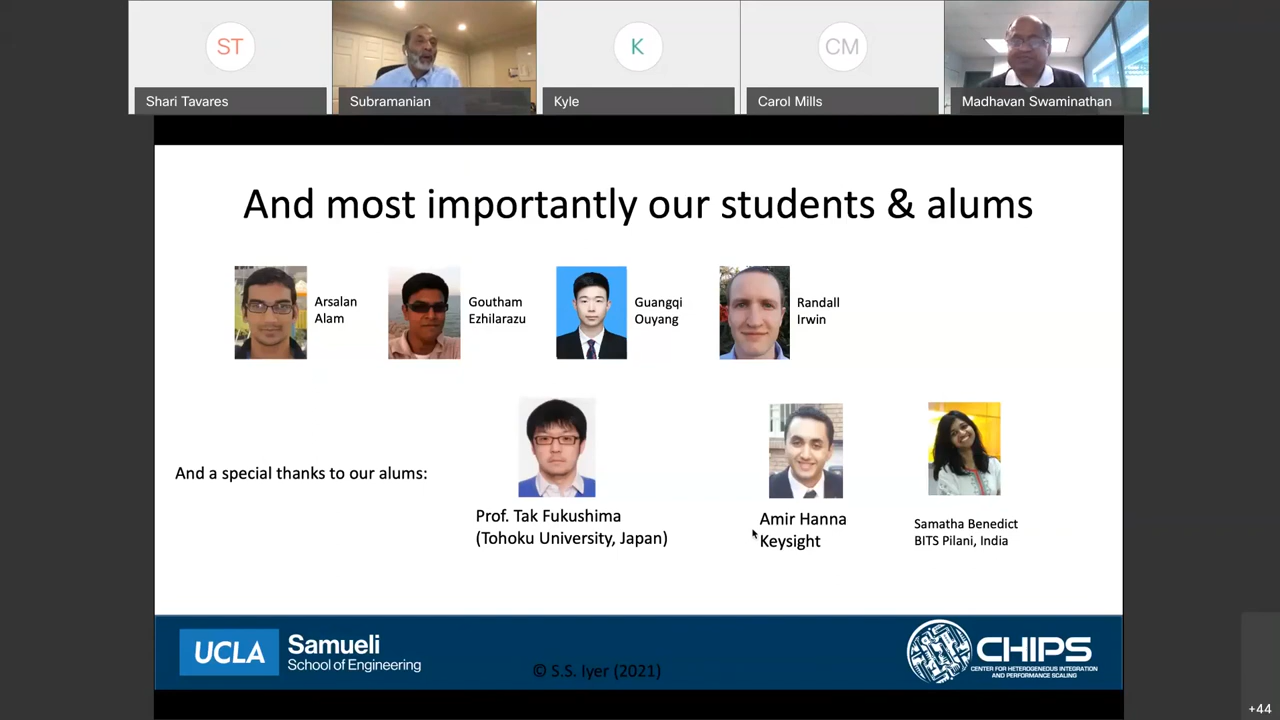 ST
K
CM
Shari Tavares
Subramanian
Kyle
Carol Mills
Madhavan Swaminathan
And most importantly our students & alums
Arsalan
Alam
Goutham
Ezhilarazu
Guangqi
Ouyang
Randall
Irwin
And a special thanks to our alums:
Prof. Tak Fukushima
(Tohoku University, Japan)
Amir Hanna
Keysight
Samatha Benedict
BITS Pilani, India
UCLA
Samueli
School of Engineering
© S.S. Iyer (2021)
CHIPS
CENTER FOR HETEROGENEOUS INTEGRATION
AND PERFORMANCE SCALING
+44